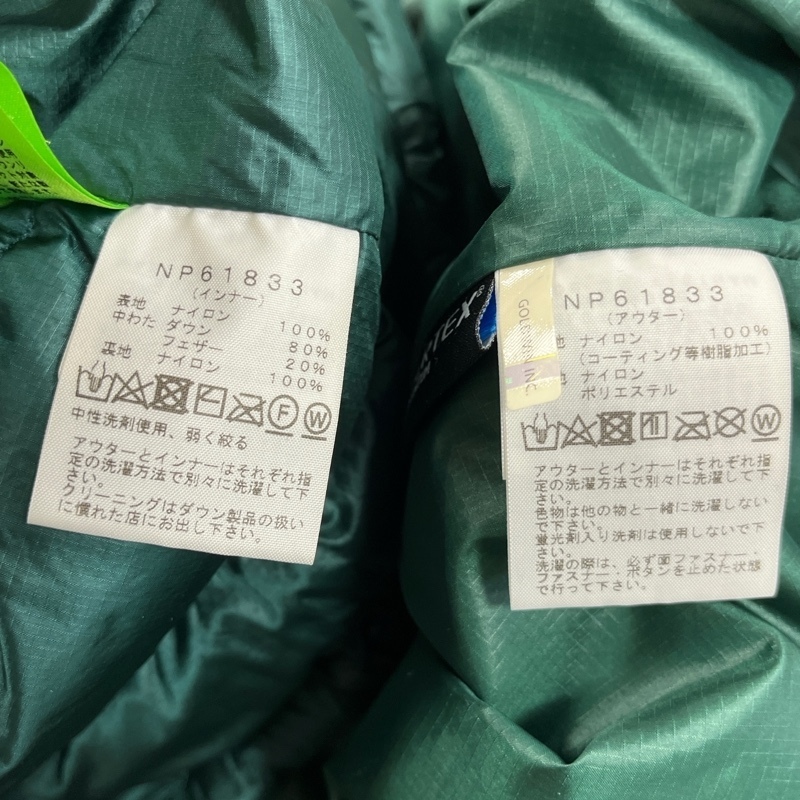 NP61833
(インナー)
表地 ナイロン 100%
中わた ダウン 80%
フェザー 20%
裏地 ナイロン 100%
F W
中性洗剤使用、弱く絞る
アウターとインナーはそれぞれ指
定の洗濯方法で別々に洗濯して下
さい。
クリーニングはダウン製品の扱い
に慣れた店にお出し下さい。
GOLDWIN INC.
NP61833
(アウター)
地 ナイロン 100%
(コーティング等樹脂加工)
地 ナイロン
ポリエステル
W
アウターとインナーはそれぞれ指
定の洗濯方法で別々に洗濯して下
さい。
色物は他の物と一緒に洗濯しない
で下さい。
蛍光剤入り洗剤は使用しないで下
さい。
洗濯の際は、必ず面ファスナー・
ファスナー・ボタンを止めた状態
で行って下さい。